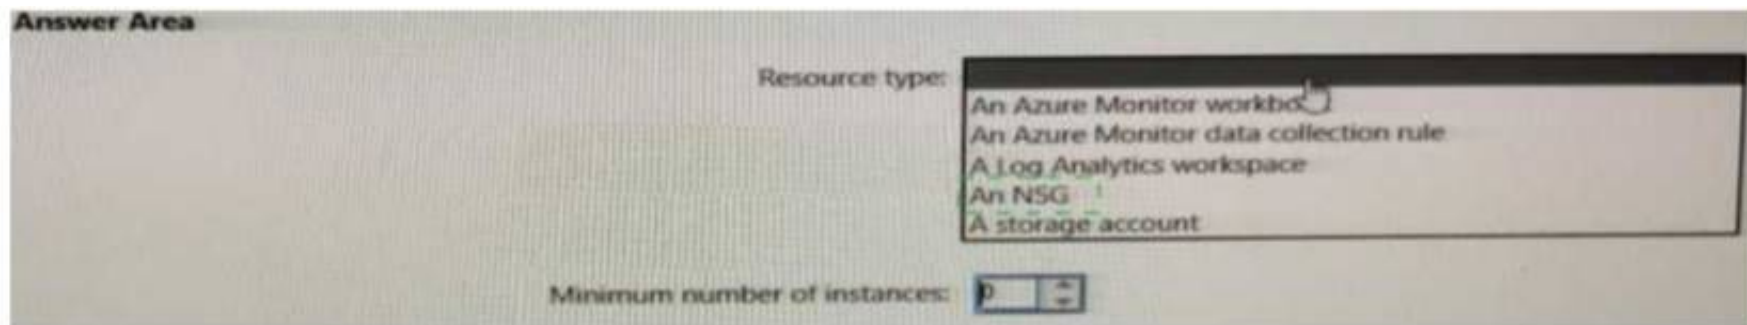 Answer Area
Resource type:
An Azure Monitor
An Azure Monitor data collection rule
A Log Analytics workspace
An NSG
A storage account
Minimum number of instances: 0